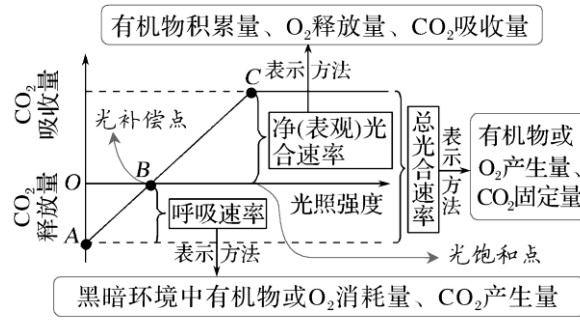 有机物积累量、O₂释放量、CO₂吸收量
CO₂
吸收量
C
表示
方法
光补偿点
净(表观)光
合速率
总光合速率
表示
方法
有机物或
O₂产生量、
CO₂固定量
O
B
光照强度
CO₂
释放量
A
呼吸速率
表示
方法
光饱和点
黑暗环境中有机物或O₂消耗量、CO₂产生量